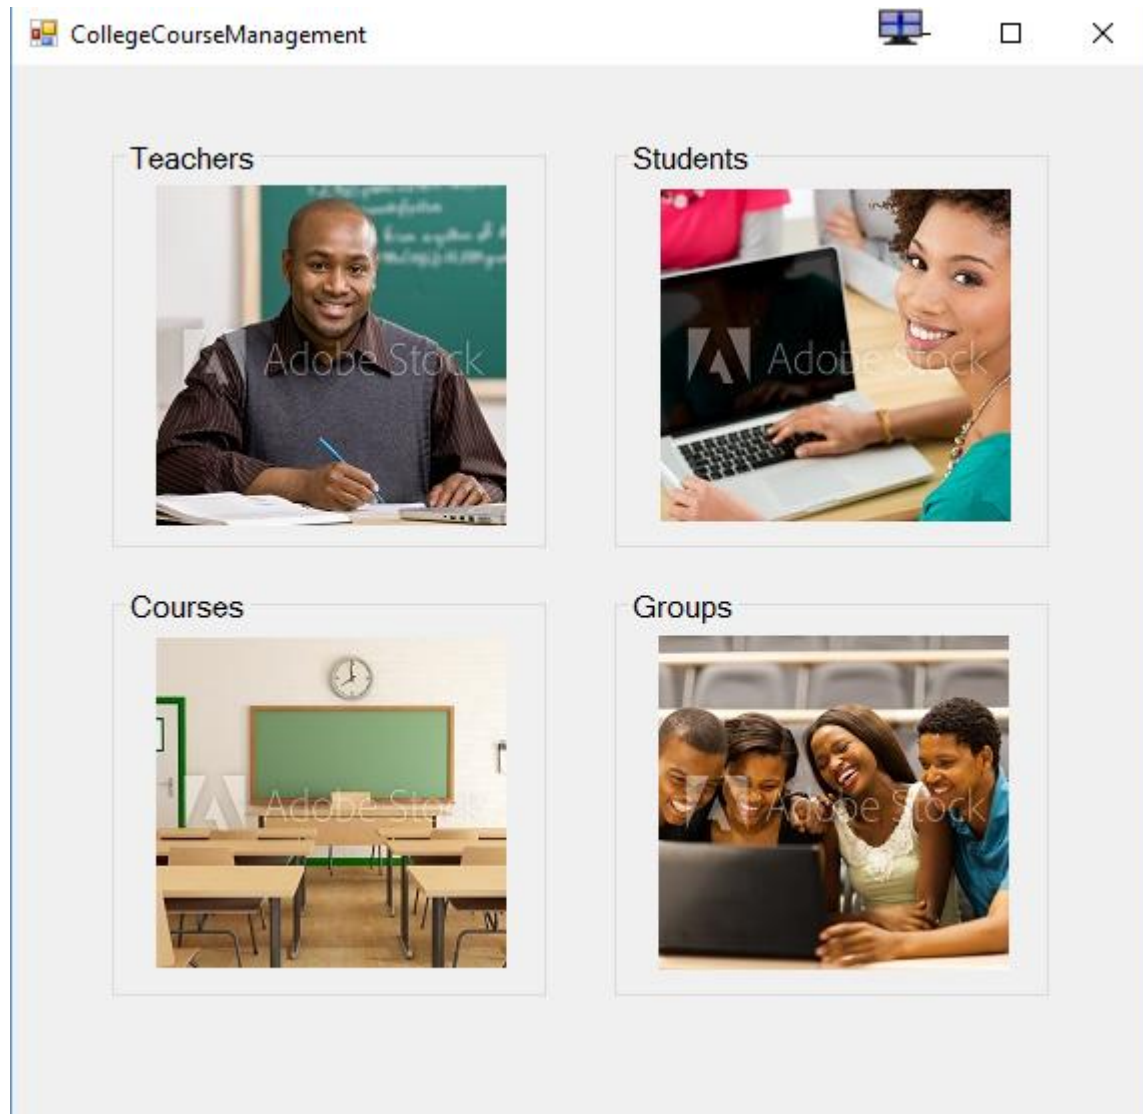 CollegeCourseManagement
Teachers
Students
Adobe Stock
Adobe Stock
Courses
Groups
Adobe Stock
Adobe Stock